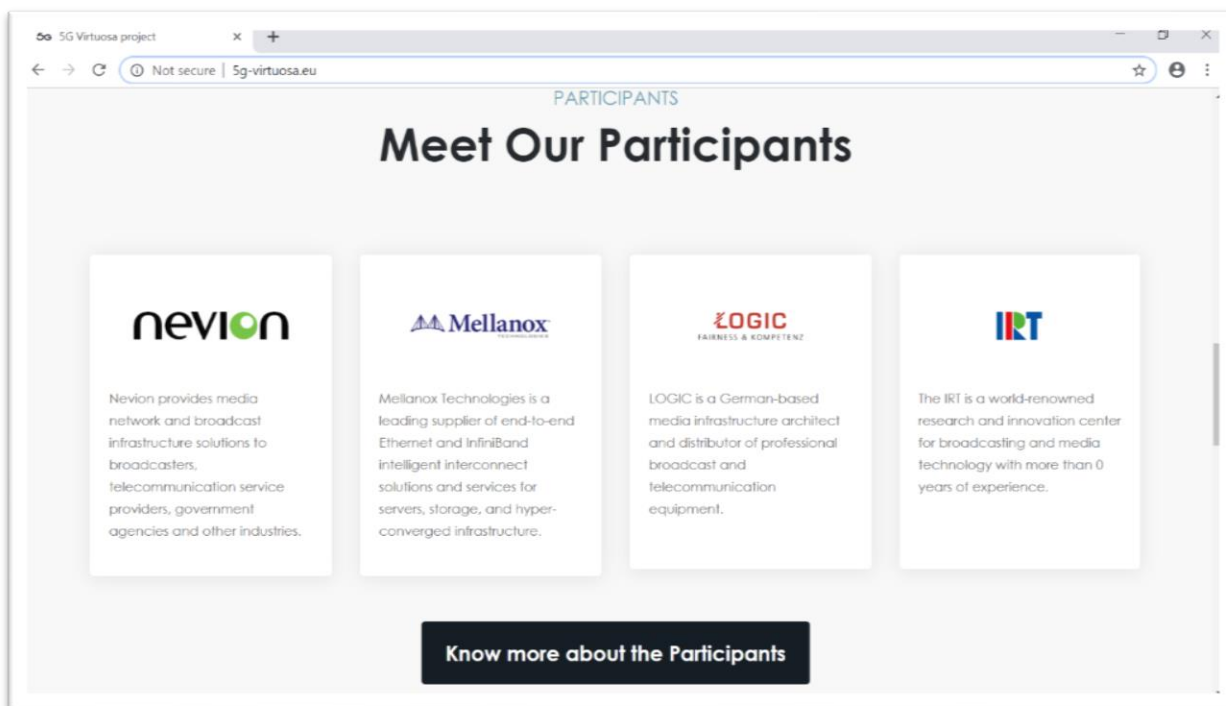 5G 5G Virtuosa project
Not secure | 5g-virtuosa.eu
PARTICIPANTS
Meet Our Participants
nevion
Nevion provides media
network and broadcast
infrastructure solutions to
broadcasters,
telecommunication service
providers, government
agencies and other industries.
Mellanox
TECHNOLOGIES
Mellanox Technologies is a
leading supplier of end-to-end
Ethernet and InfiniBand
intelligent interconnect
solutions and services for
servers, storage, and hyper-
converged infrastructure.
LOGIC
FAIRNESS & KOMPETENZ
LOGIC is a German-based
media infrastructure architect
and distributor of professional
broadcast and
telecommunication
equipment.
IRT
The IRT is a world-renowned
research and innovation center
for broadcasting and media
technology with more than 0
years of experience.
Know more about the Participants